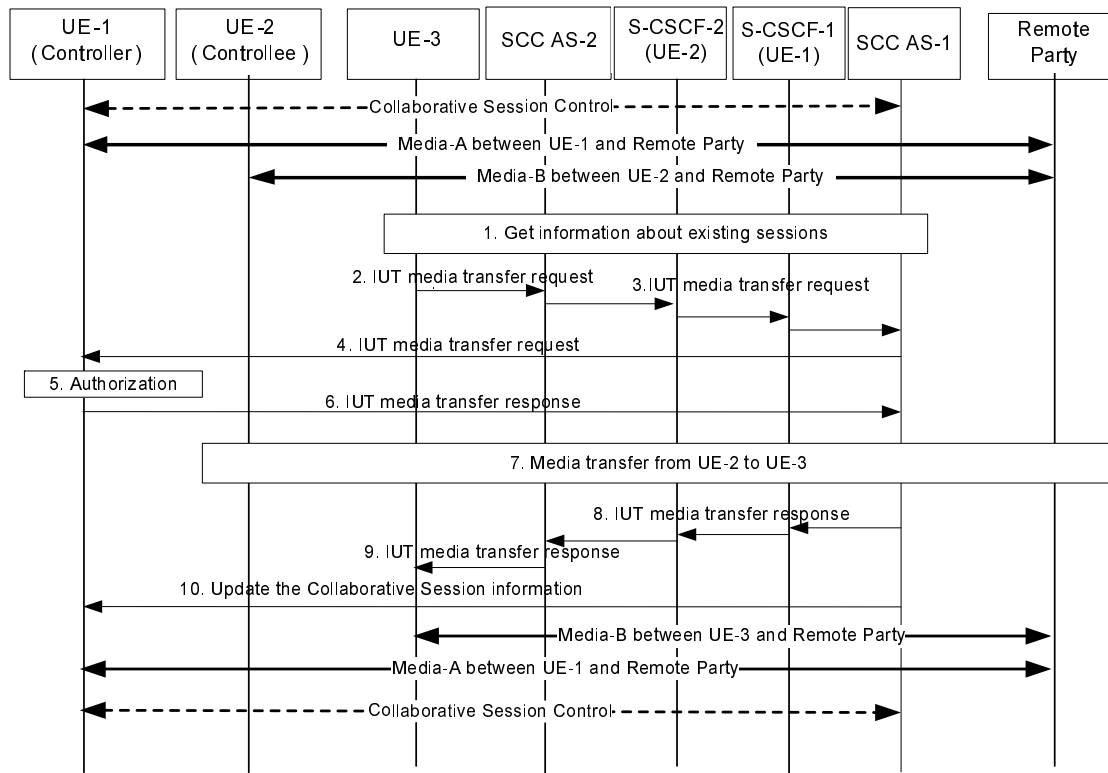 UE-1
( Controller )
UE-2
( Controllee )
UE-3
SCC AS-2
S-CSCF-2
(UE-2)
S-CSCF-1
(UE-1)
SCC AS-1
Remote
Party
Collaborative Session Control
Media-A between UE-1 and Remote Party
Media-B between UE-2 and Remote Party
1. Get information about existing sessions
2. IUT media transfer request
3.IUT media transfer request
4. IUT media transfer request
5. Authorization
6. IUT media transfer response
7. Media transfer from UE-2 to UE-3
8. IUT media transfer response
9. IUT media transfer response
10. Update the Collaborative Session information
Media-B between UE-3 and Remote Party
Media-A between UE-1 and Remote Party
Collaborative Session Control